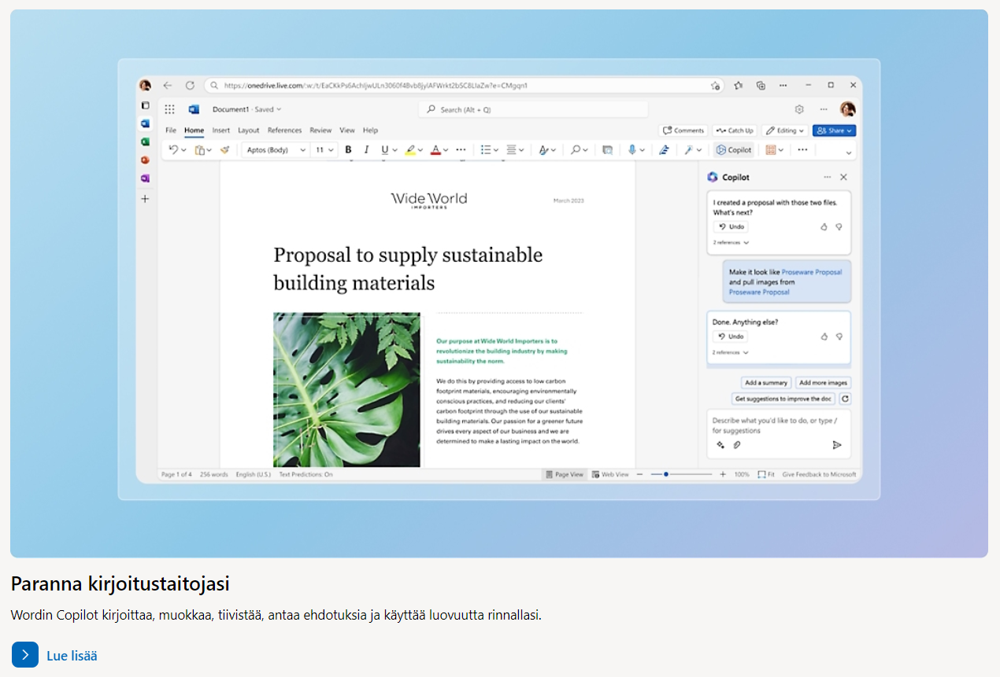 https://onedrive.live.com/:w:/t/EaCKkPs6AchljwULn3060f4Bvb8jylAFWrkt2bSC8LIaZw?e=CMgqn1
Document1 · Saved
Search (Alt + Q)
File Home Insert Layout References Review View Help
Comments Catch Up Editing Share
Aptos (Body) 11 B I U A Copilot
Wide World
IMPORTERS
March 2023
Proposal to supply sustainable
building materials
Our purpose at Wide World Importers is to
revolutionize the building industry by making
sustainability the norm.
We do this by providing access to low carbon
footprint materials, encouraging environmentally
conscious practices, and reducing our clients'
carbon footprint through the use of our sustainable
building materials. Our passion for a greener future
drives every aspect of our business and we are
determined to make a lasting impact on the world.
Copilot
I created a proposal with those two files.
What's next?
Undo
2 references
Make it look like Proseware Proposal
and pull images from
Proseware Proposal
Done. Anything else?
Undo
2 references
Add a summary Add more images
Get suggestions to improve the doc
Describe what you'd like to do, or type /
for suggestions
Page 1 of 4 256 words English (U.S.) Text Predictions: On Page View Web View 100% Fit Give Feedback to Microsoft
Paranna kirjoitustaitojasi
Wordin Copilot kirjoittaa, muokkaa, tiivistää, antaa ehdotuksia ja käyttää luovuutta rinnallasi.
Lue lisää